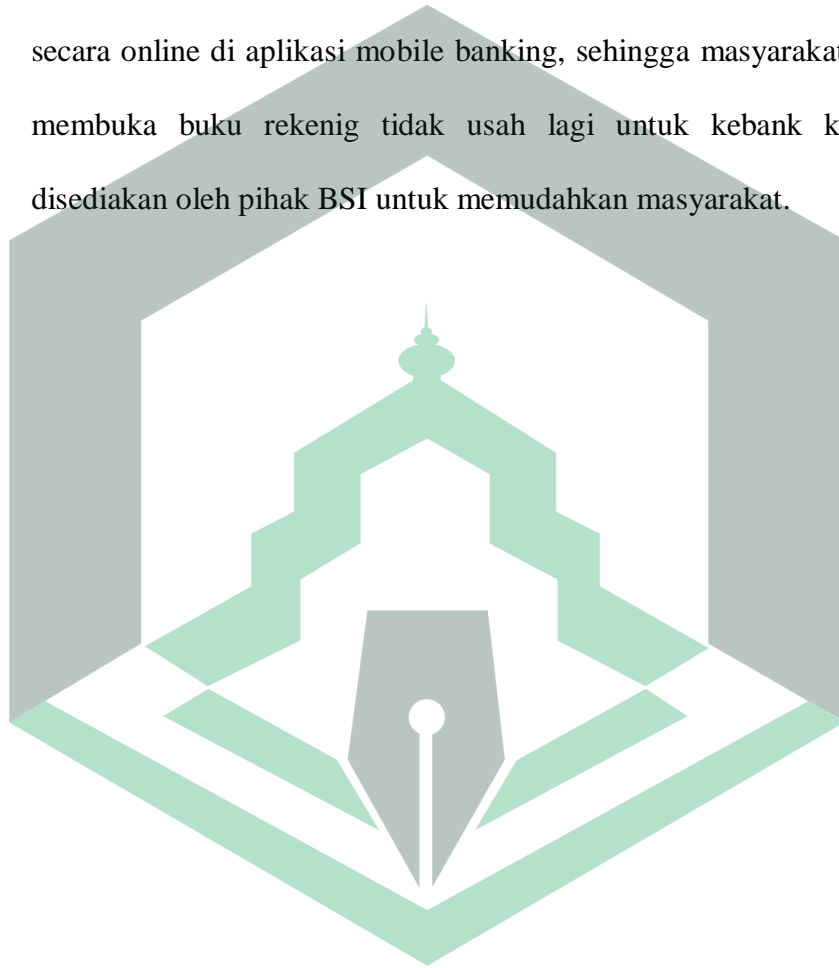 secara online di aplikasi mobile banking, sehingga masyarakat
membuka buku rekenig tidak usah lagi untuk kebank
disediakan oleh pihak BSI untuk memudahkan masyarakat.